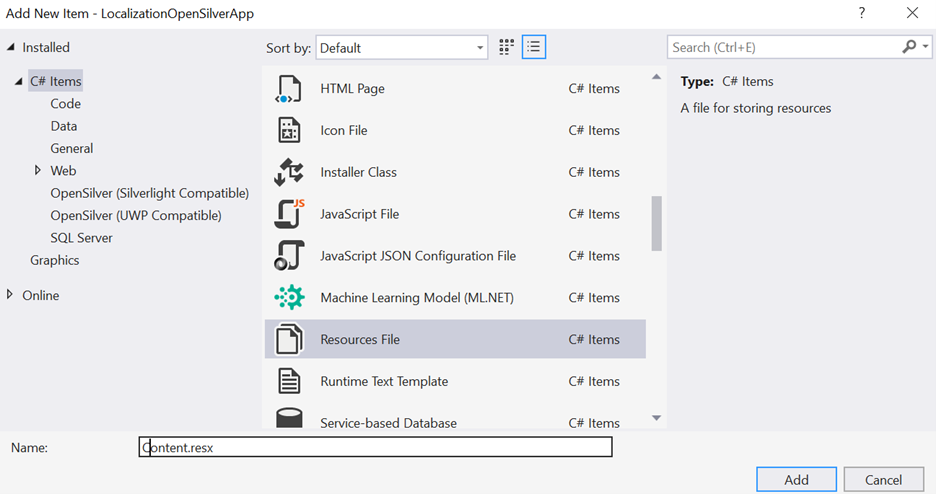 Add New Item - LocalizationOpenSilverApp
?
Installed
C# Items
Code
Data
General
Web
OpenSilver (Silverlight Compatible)
OpenSilver (UWP Compatible)
SQL Server
Graphics
Online
Sort by: Default
HTML Page C# Items
Icon File C# Items
Installer Class C# Items
JS
JavaScript File C# Items
JavaScript JSON Configuration File C# Items
Machine Learning Model (ML.NET) C# Items
Resources File C# Items
Runtime Text Template C# Items
Service-based Database C# Items
Search (Ctrl+E)
Type: C# Items
A file for storing resources
Name: Content.resx
Add Cancel